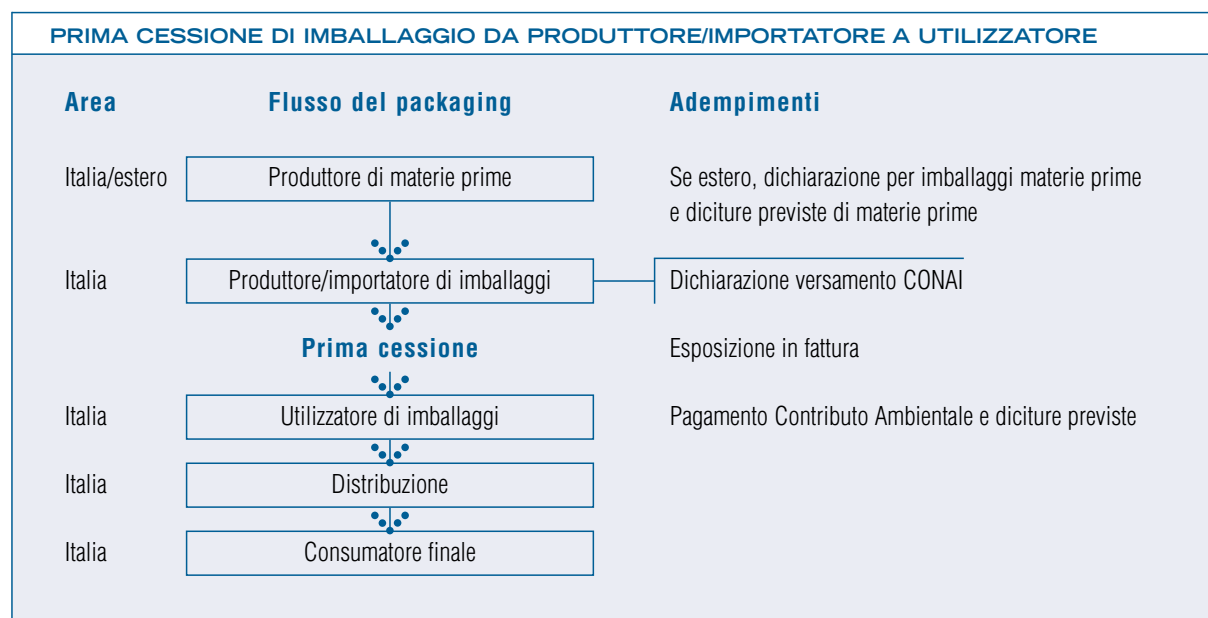 PRIMA CESSIONE DI IMBALLAGGIO DA PRODUTTORE/IMPORTATORE A UTILIZZATORE
Area Flusso del packaging Adempimenti
Italia/estero Produttore di materie prime Se estero, dichiarazione per imballaggi materie prime
e diciture previste di materie prime
Italia Produttore/importatore di imballaggi Dichiarazione versamento CONAI
Prima cessione Esposizione in fattura
Italia Utilizzatore di imballaggi Pagamento Contributo Ambientale e diciture previste
Italia Distribuzione
Italia Consumatore finale